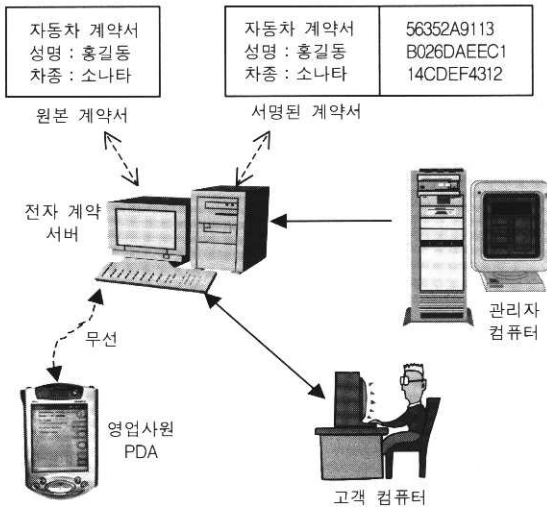 자동차 계약서
성명 : 홍길동
차종 : 소나타
자동차 계약서
성명 : 홍길동
차종 : 소나타
56352A9113
B026DAEEC1
14CDEF4312
원본 계약서
서명된 계약서
전자 계약
서버
관리자
컴퓨터
무선
mobile
영업사원
PDA
고객 컴퓨터